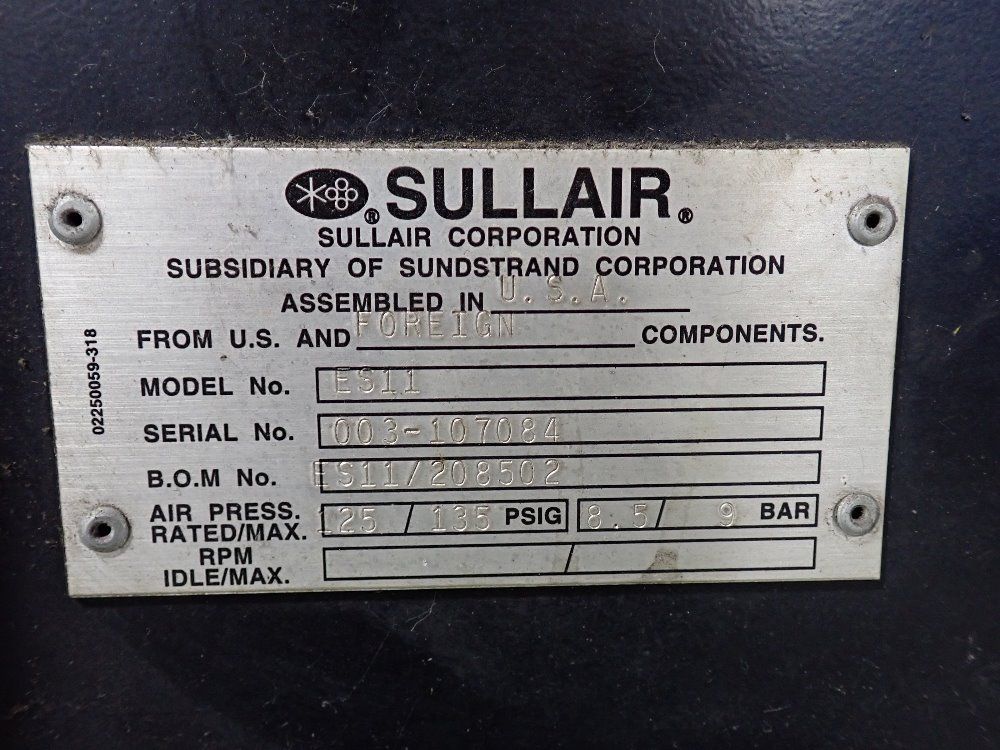 ® SULLAIR ®
SULLAIR CORPORATION
SUBSIDIARY OF SUNDSTRAND CORPORATION
ASSEMBLED IN U.S.A.
FROM U.S. AND FOREIGN COMPONENTS.
MODEL No. ES11
SERIAL No. 003-107084
B.O.M No. ES11/208502
AIR PRESS.
RATED/MAX. 125 / 135 PSIG 8.5/ 9 BAR
RPM
IDLE/MAX. /
02250059-318